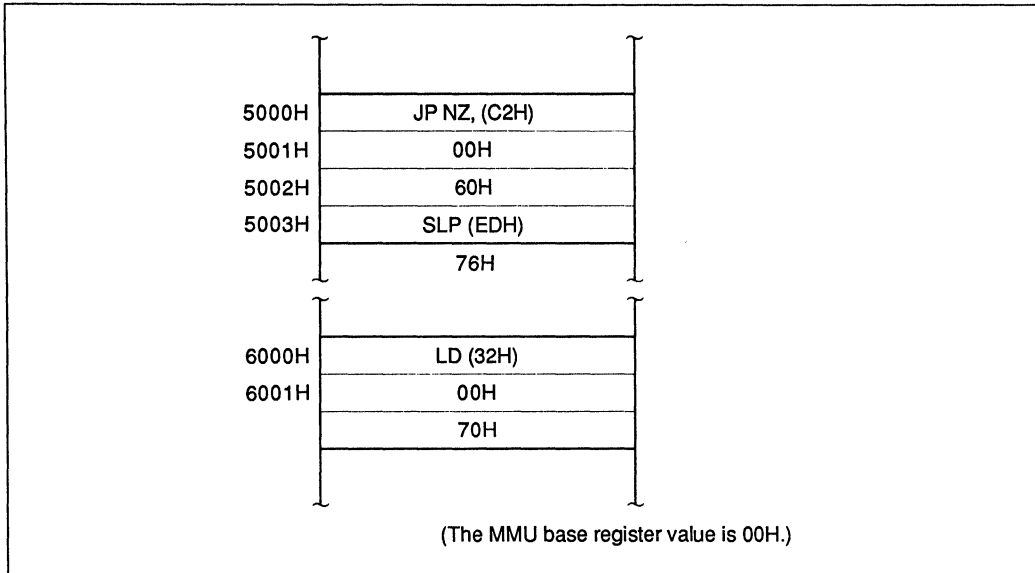 5000H JP NZ, (C2H)
5001H 00H
5002H 60H
5003H SLP (EDH)
76H
6000H LD (32H)
6001H 00H
70H
(The MMU base register value is 00H.)